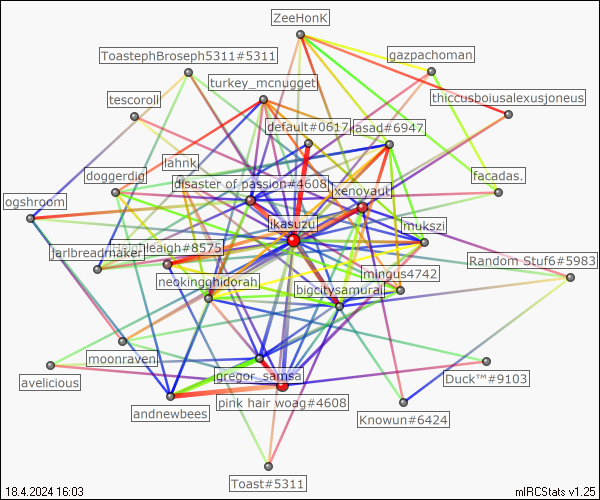 ZeeHonK
ToastephBroseph5311#5311
gazpachoman
turkey_mcnugget
tescoroll
thiccusboiusalexusjoneus
default#0617
jasad#6947
lahnk
doggerdig
disaster of passion#4608
facadas.
xenoyaut
ogshroom
ikasuzu
mukszi
jarlbreadmaker
leigh#8575
Random Stuf6#5983
mingus4742
neokingghidorah
bigcitysamurai
moonraven
gregor_samsa
avelicious
Duck™#9103
pink hair woag#4608
andnewbees
Knowun#6424
Toast#5311
18.4.2024 16:03
mIRCStats v1.25